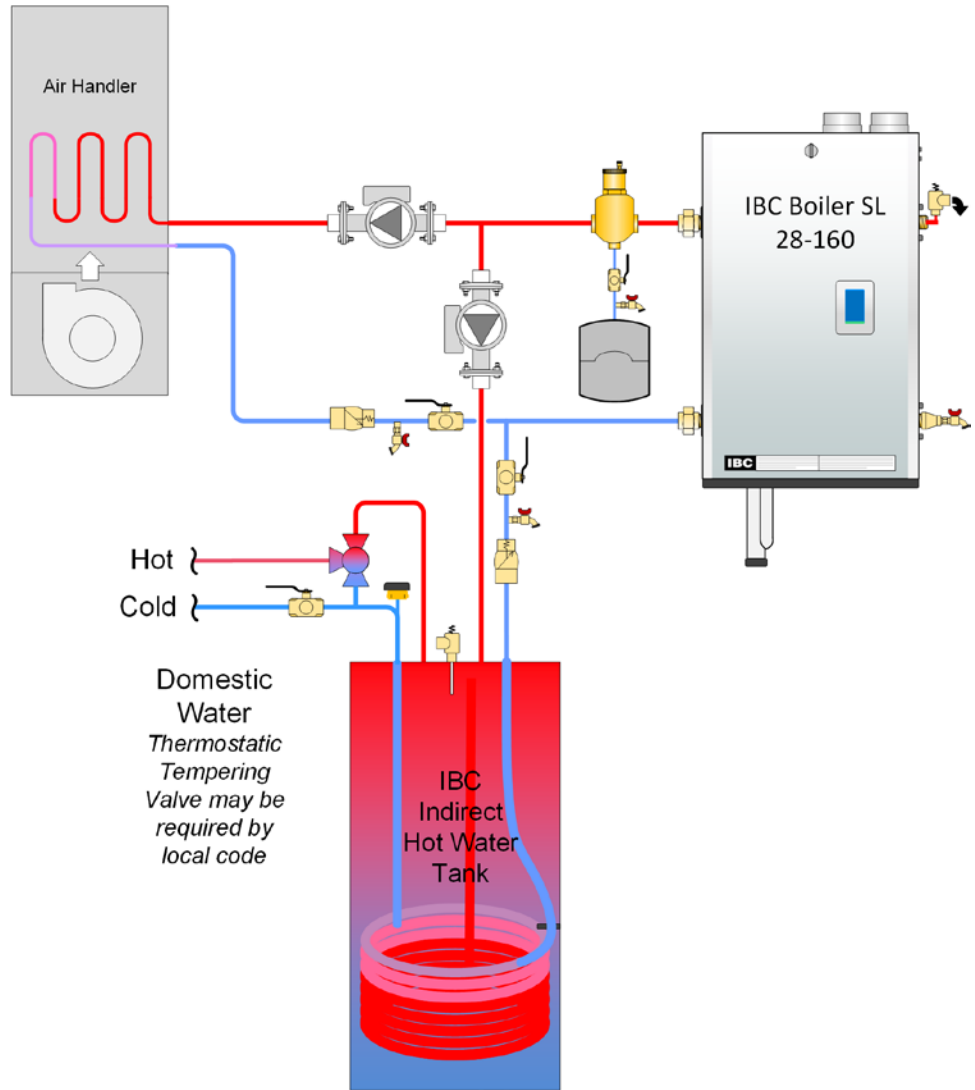 Air Handler
IBC Boiler SL
28-160
IBC
Hot
Cold
Domestic
Water
Thermostatic
Tempering
Valve may be
required by
local code
IBC
Indirect
Hot Water
Tank